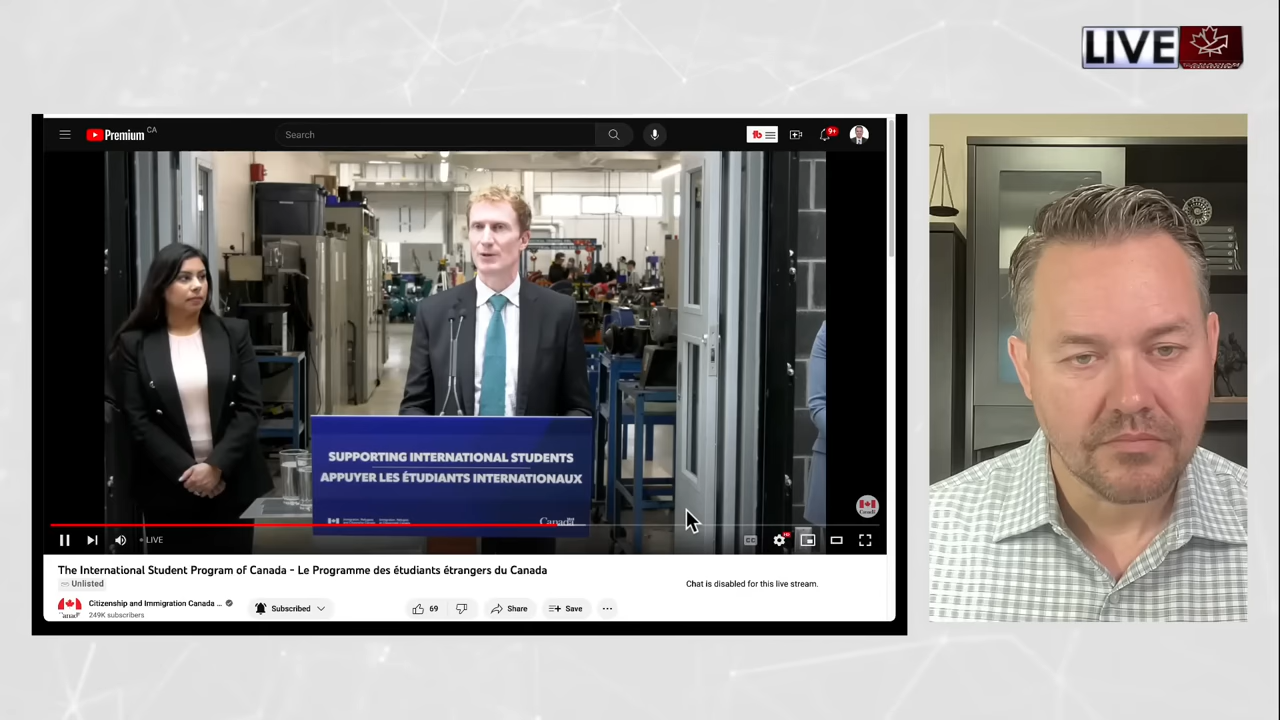 LIVE
Premium CA
Search
9+
SUPPORTING INTERNATIONAL STUDENTS
APPUYER LES ÉTUDIANTS INTERNATIONAUX
Canada
LIVE
The International Student Program of Canada - Le Programme des étudiants étrangers du Canada
Unlisted
Chat is disabled for this live stream.
Citizenship and Immigration Canada ...
249K subscribers
Subscribed
69
Share
Save